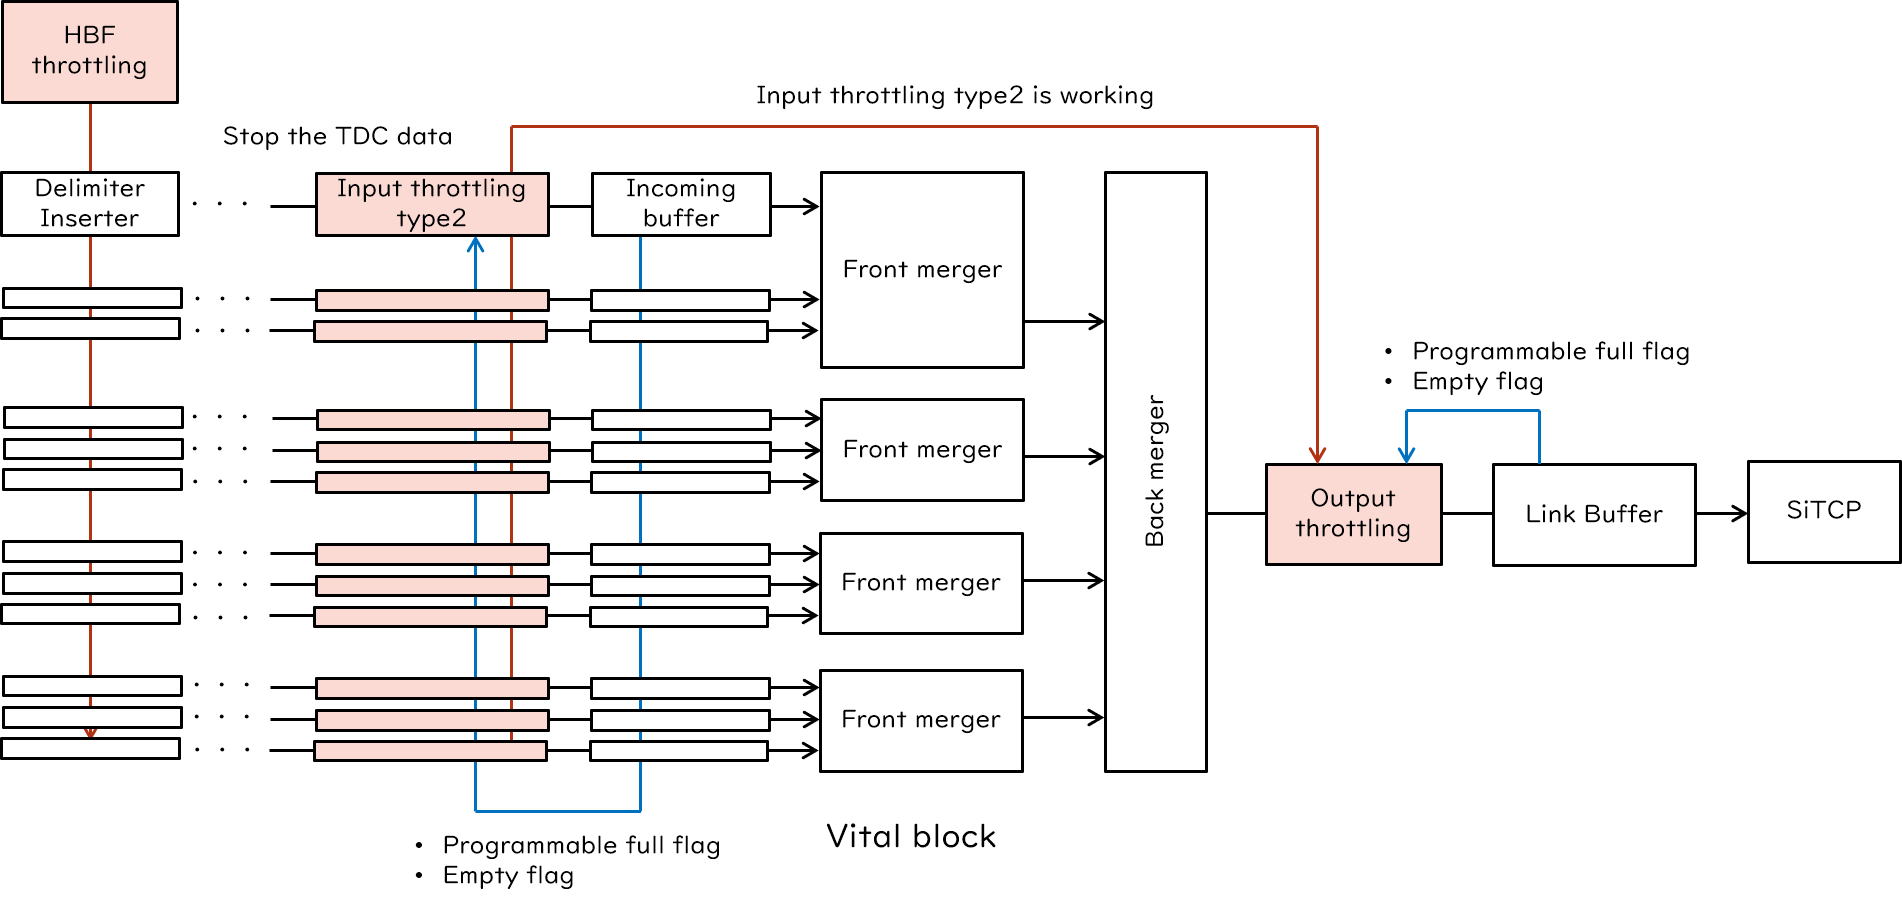 HBF
throttling
Input throttling type2 is working
Stop the TDC data
Delimiter
Inserter
Input throttling
type2
Incoming
buffer
Front merger
• Programmable full flag
• Empty flag
Front merger
Back merger
Output
throttling
Link Buffer
SiTCP
Front merger
Front merger
Vital block
• Programmable full flag
• Empty flag